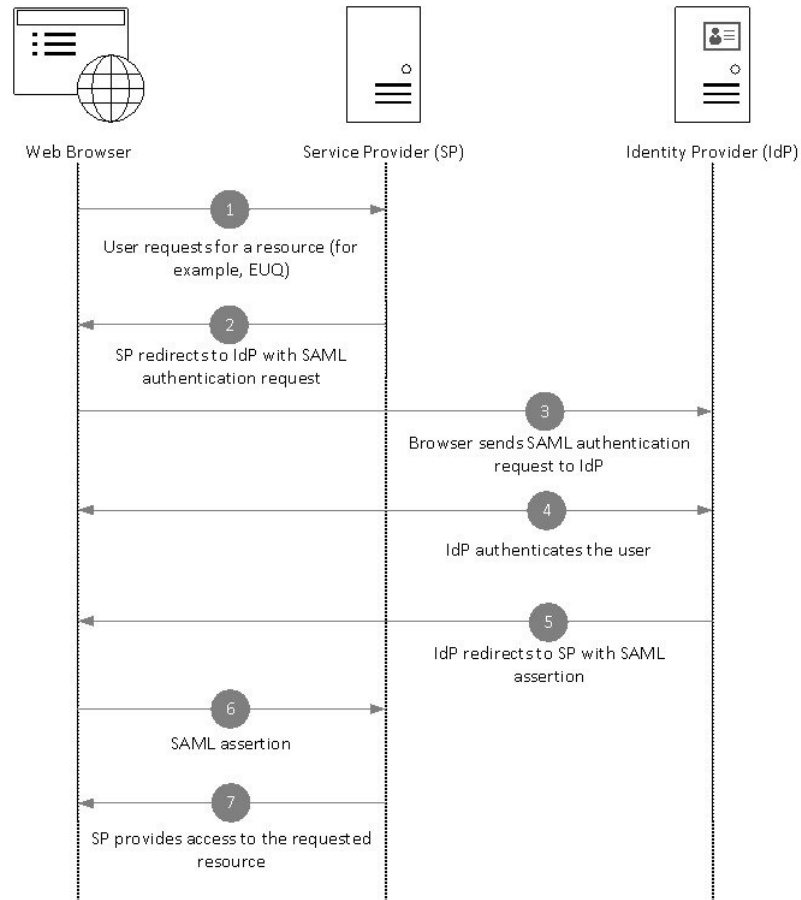 Web Browser
Service Provider (SP)
Identity Provider (IdP)
1
User requests for a resource (for
example, EUQ)
2
SP redirects to IdP with SAML
authentication request
3
Browser sends SAML authentication
request to IdP
4
IdP authenticates the user
5
IdP redirects to SP with SAML
assertion
6
SAML assertion
7
SP provides access to the requested
resource